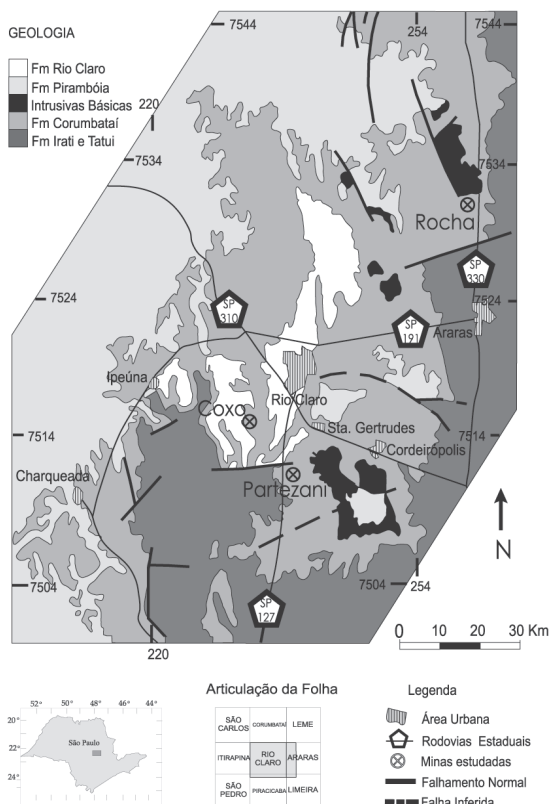 GEOLOGIA
Fm Rio Claro
Fm Pirambóia
Intrusivas Básicas
Fm Corumbataí
Fm Irati e Tatui
7544
254
7544
220
7534
7534
Rocha
SP
330
7524
7524
SP
310
SP
191
Araras
Ipeúna
Rio Claro
Coxo
Sta. Gertrudes
7514
7514
Cordeirópolis
Charqueada
Partezani
N
7504
7504
254
SP
127
220
0 10 20 30 Km
Articulação da Folha
SÃO CARLOS CORUMBATAÍ LEME
ITIRAPINA RIO CLARO ARARAS
SÃO PEDRO PIRACICABA LIMEIRA
52° 50° 48° 46° 44°
20°
São Paulo
22°
24°
Legenda
Área Urbana
Rodovias Estaduais
Minas estudadas
Falhamento Normal
Falha Inferida